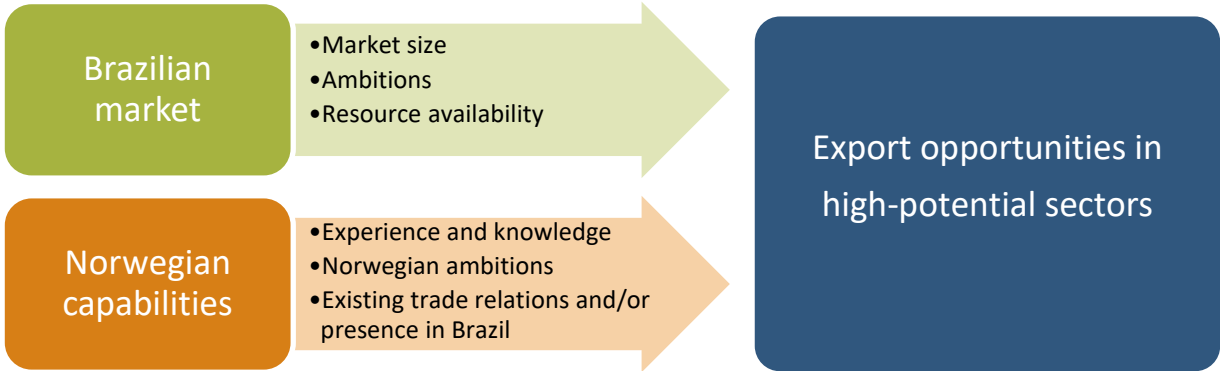 Brazilian
market
•Market size
•Ambitions
•Resource availability
Norwegian
capabilities
•Experience and knowledge
•Norwegian ambitions
•Existing trade relations and/or
presence in Brazil
Export opportunities in
high-potential sectors